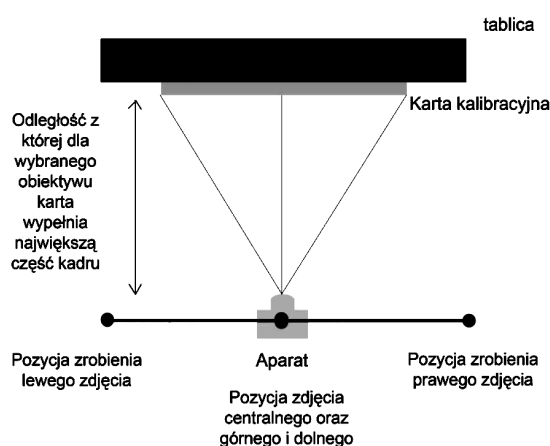 tablica
Karta kalibracyjna
Odległość z
której dla
wybranego
obiektywu
karta
wypełnia
największą
część kadru
Pozycja zrobienia
lewego zdjęcia
Aparat
Pozycja zdjęcia
centralnego oraz
górnego i dolnego
Pozycja zrobienia
prawego zdjęcia